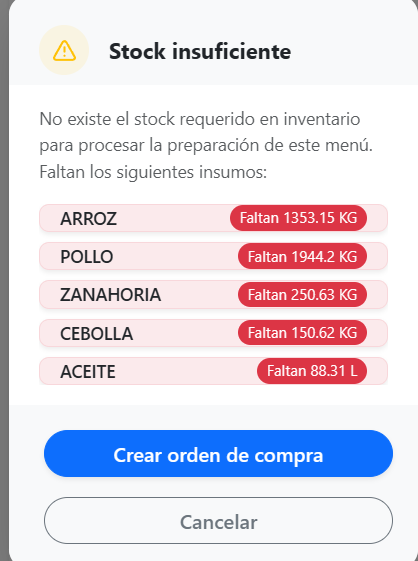 Stock insuficiente
No existe el stock requerido en inventario
para procesar la preparación de este menú.
Faltan los siguientes insumos:
ARROZ Faltan 1353.15 KG
POLLO Faltan 1944.2 KG
ZANAHORIA Faltan 250.63 KG
CEBOLLA Faltan 150.62 KG
ACEITE Faltan 88.31 L
Crear orden de compra
Cancelar